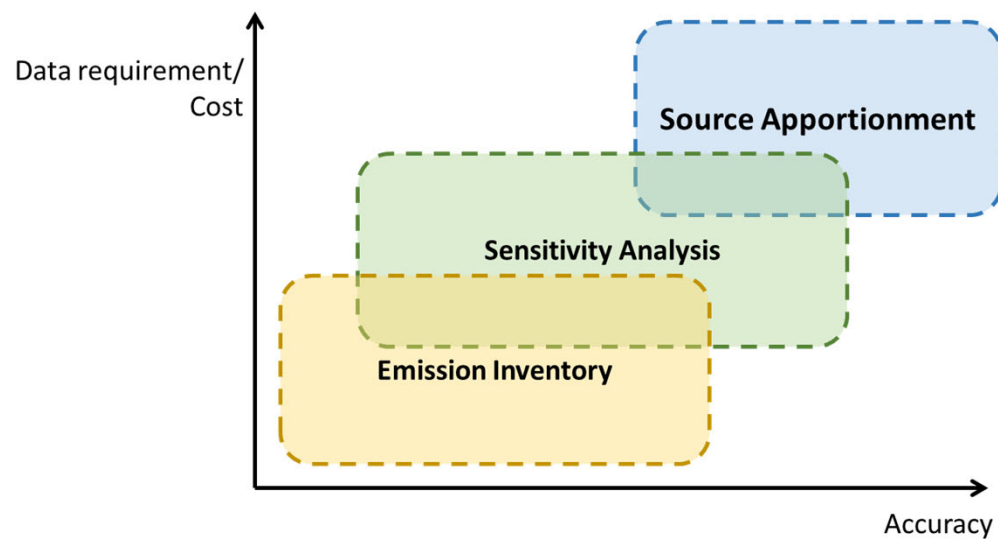 Data requirement/
Cost
Source Apportionment
Sensitivity Analysis
Emission Inventory
Accuracy